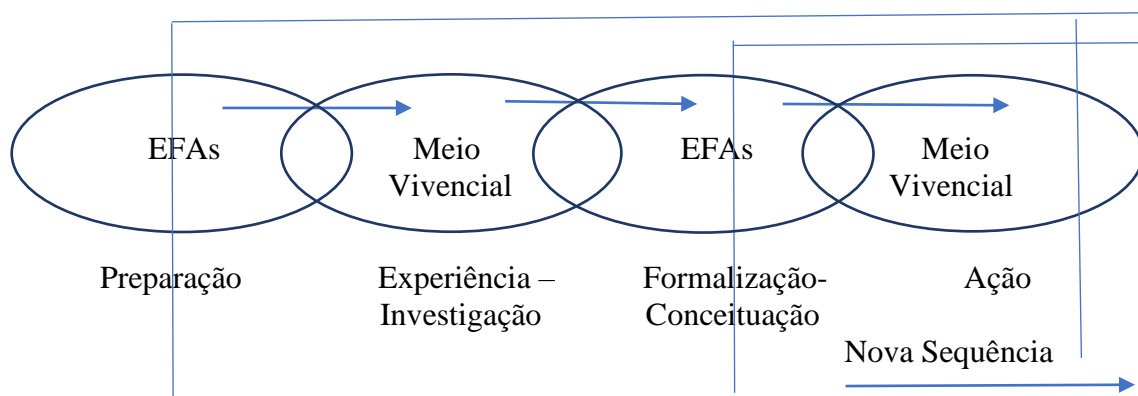 EFAs
Meio
Vivencial
EFAs
Meio
Vivencial
Preparação
Experiência –
Investigação
Formalização-
Conceituação
Ação
Nova Sequência